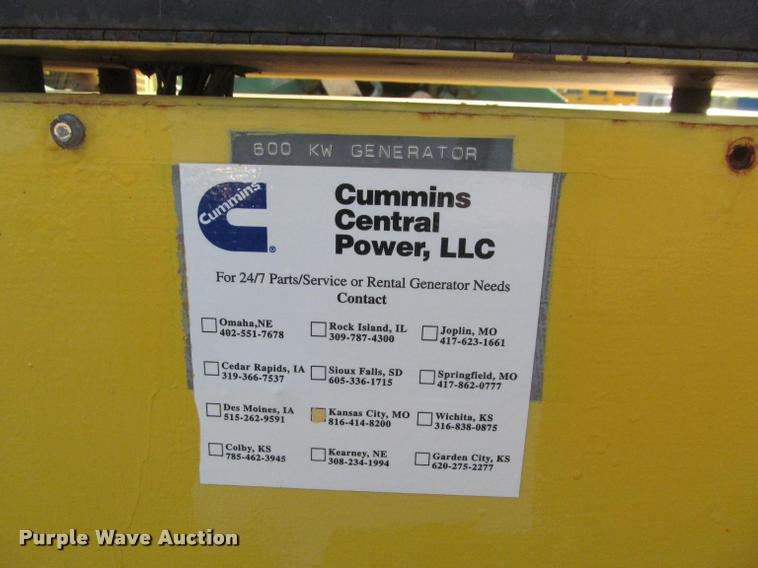 600 KW GENERATOR
Cummins
Cummins
Central
Power, LLC
For 24/7 Parts/Service or Rental Generator Needs
Contact
Omaha,NE
402-551-7678
Rock Island, IL
309-787-4300
Joplin, MO
417-623-1661
Cedar Rapids, IA
319-366-7537
Sioux Falls, SD
605-336-1715
Springfield, MO
417-862-0777
Des Moines, IA
515-262-9591
Kansas City, MO
816-414-8200
Wichita, KS
316-838-0875
Colby, KS
785-462-3945
Kearney, NE
308-234-1994
Garden City, KS
620-275-2277
Purple Wave Auction